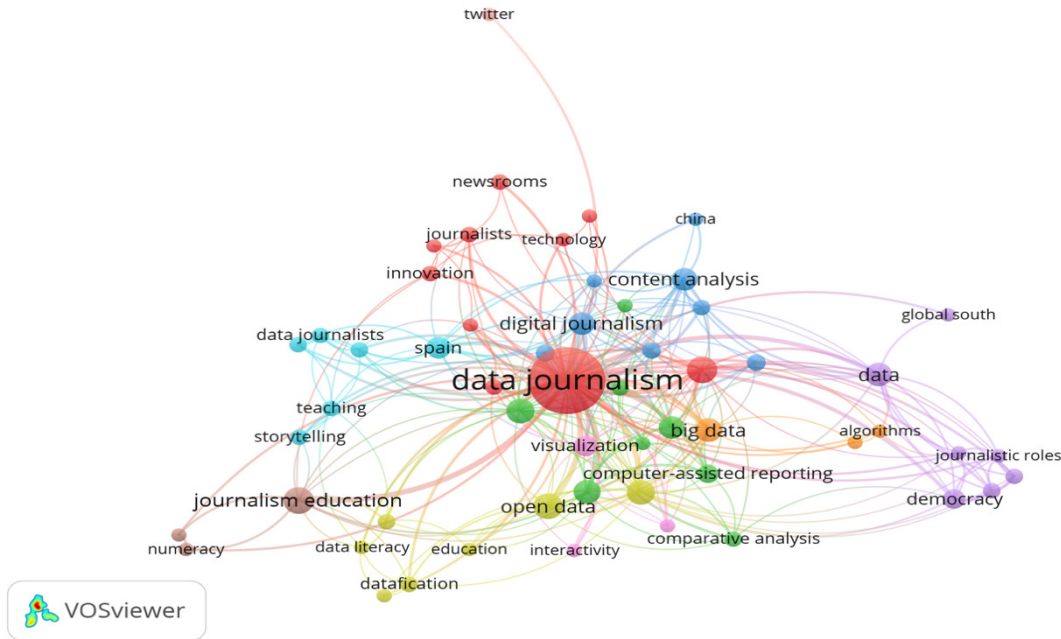 twitter
newsrooms
china
journalists
technology
innovation
content analysis
global south
digital journalism
data journalists
spain
data journalism
data
teaching
storytelling
big data
algorithms
visualization
journalistic roles
computer-assisted reporting
journalism education
democracy
open data
comparative analysis
numeracy
data literacy
education
interactivity
datafication
VOSviewer